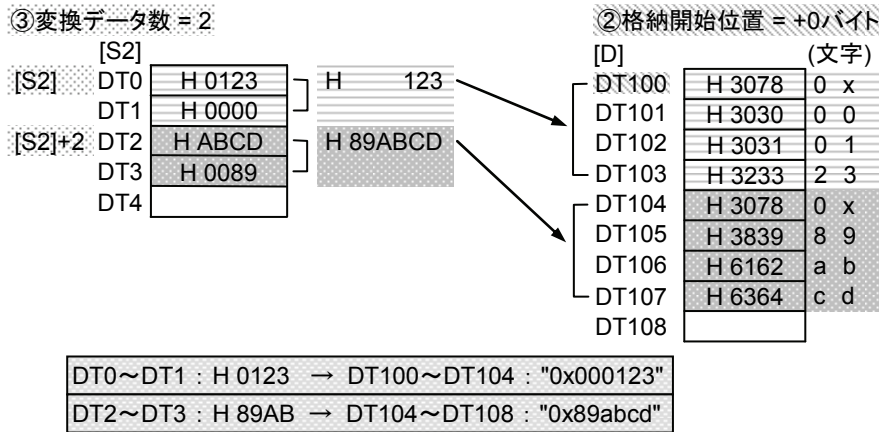 ③変換データ数 = 2
②格納開始位置 = +0バイト
[S2]
[D] (文字)
[S2] DT0 H 0123 H 123 DT100 H 3078 0 x
DT1 H 0000 DT101 H 3030 0 0
[S2]+2 DT2 H ABCD H 89ABCD DT102 H 3031 0 1
DT3 H 0089 DT103 H 3233 2 3
DT4 DT104 H 3078 0 x
DT105 H 3839 8 9
DT106 H 6162 a b
DT107 H 6364 c d
DT108
DT0～DT1 : H 0123 → DT100～DT104 : "0x000123"
DT2～DT3 : H 89AB → DT104～DT108 : "0x89abcd"